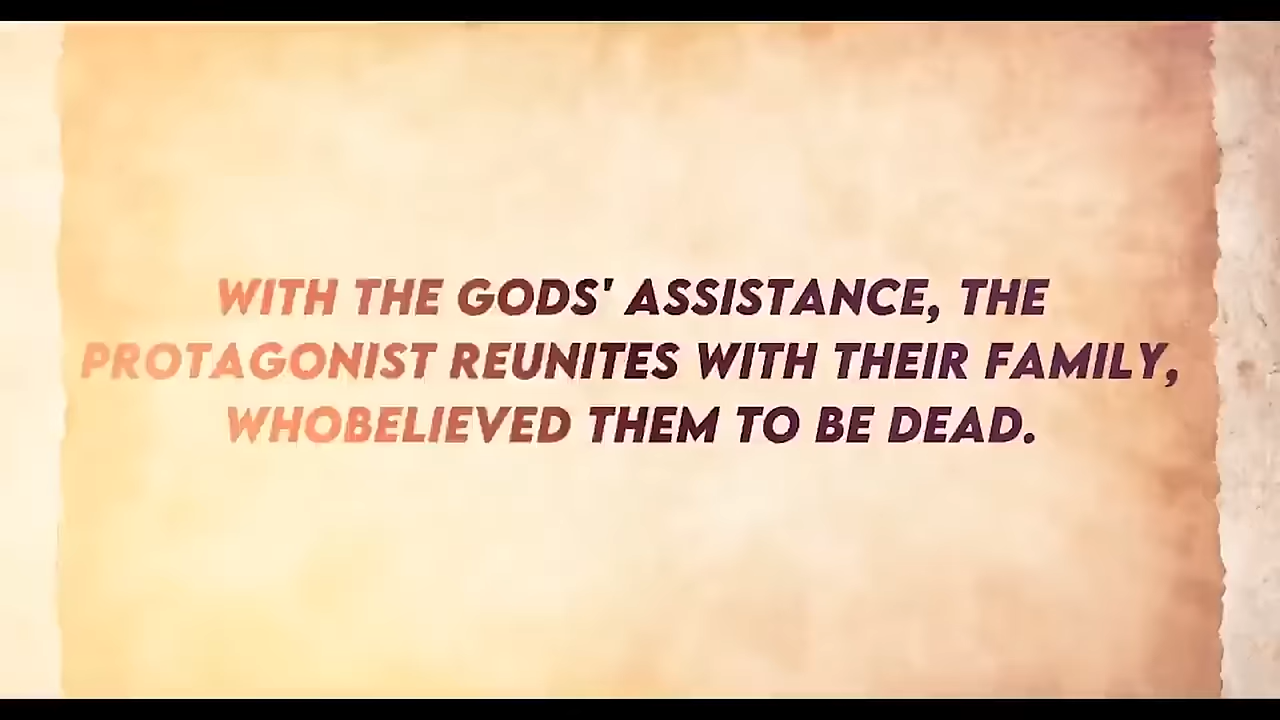 WITH THE GODS' ASSISTANCE, THE
PROTAGONIST REUNITES WITH THEIR FAMILY,
WHOBELIEVED THEM TO BE DEAD.